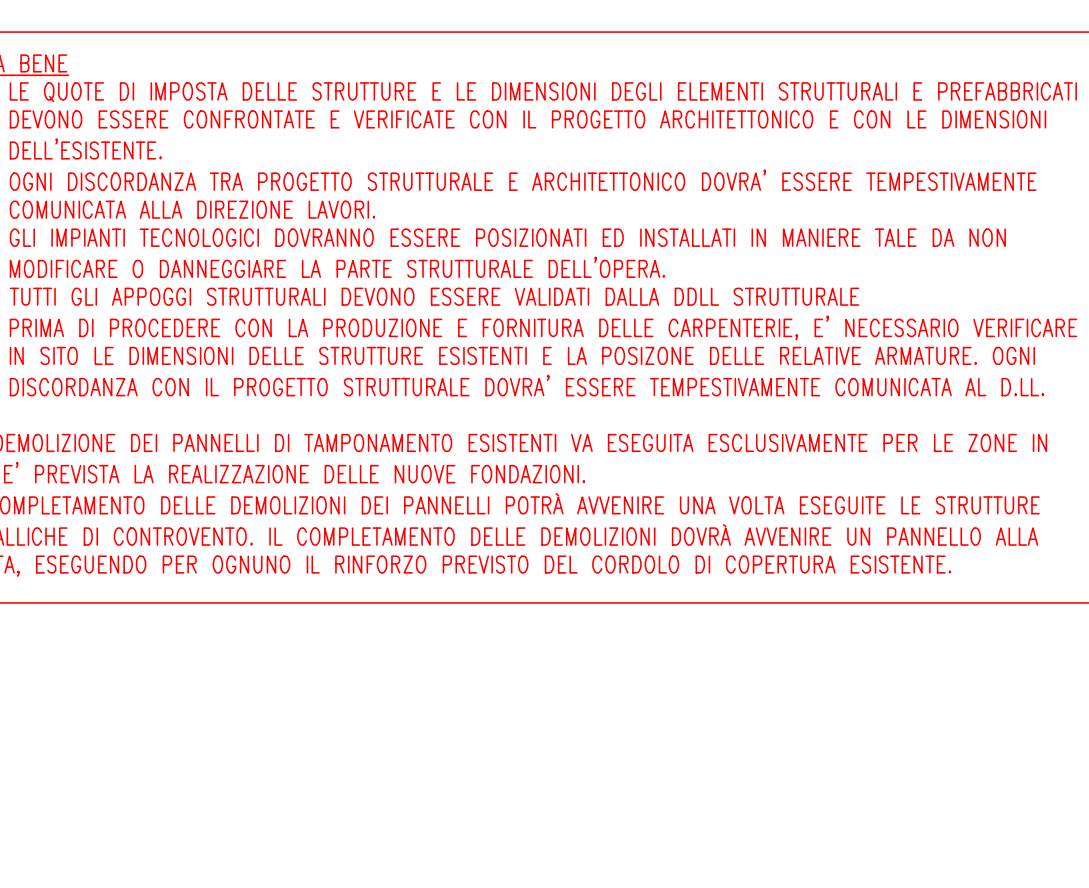 A BENE
LE QUOTE DI IMPOSTA DELLE STRUTTURE E LE DIMENSIONI DEGLI ELEMENTI STRUTTURALI E PREFABBRICATI
DEVONO ESSERE CONFRONTATE E VERIFICATE CON IL PROGETTO ARCHITETTONICO E CON LE DIMENSIONI
DELL'ESISTENTE.
OGNI DISCORDANZA TRA PROGETTO STRUTTURALE E ARCHITETTONICO DOVRA' ESSERE TEMPESTIVAMENTE
COMUNICATA ALLA DIREZIONE LAVORI.
GLI IMPIANTI TECNOLOGICI DOVRANNO ESSERE POSIZIONATI ED INSTALLATI IN MANIERE TALE DA NON
MODIFICARE O DANNEGGIARE LA PARTE STRUTTURALE DELL'OPERA.
TUTTI GLI APPOGGI STRUTTURALI DEVONO ESSERE VALIDATI DALLA DDLL STRUTTURALE
PRIMA DI PROCEDERE CON LA PRODUZIONE E FORNITURA DELLE CARPENTERIE, E' NECESSARIO VERIFICARE
IN SITO LE DIMENSIONI DELLE STRUTTURE ESISTENTI E LA POSIZONE DELLE RELATIVE ARMATURE. OGNI
DISCORDANZA CON IL PROGETTO STRUTTURALE DOVRA' ESSERE TEMPESTIVAMENTE COMUNICATA AL D.LL.
DEMOLIZIONE DEI PANNELLI DI TAMPONAMENTO ESISTENTI VA ESEGUITA ESCLUSIVAMENTE PER LE ZONE IN
E' PREVISTA LA REALIZZAZIONE DELLE NUOVE FONDAZIONI.
OMPLETAMENTO DELLE DEMOLIZIONI DEI PANNELLI POTRÀ AVVENIRE UNA VOLTA ESEGUITE LE STRUTTURE
ALLICHE DI CONTROVENTO. IL COMPLETAMENTO DELLE DEMOLIZIONI DOVRÀ AVVENIRE UN PANNELLO ALLA
TA, ESEGUENDO PER OGNUNO IL RINFORZO PREVISTO DEL CORDOLO DI COPERTURA ESISTENTE.